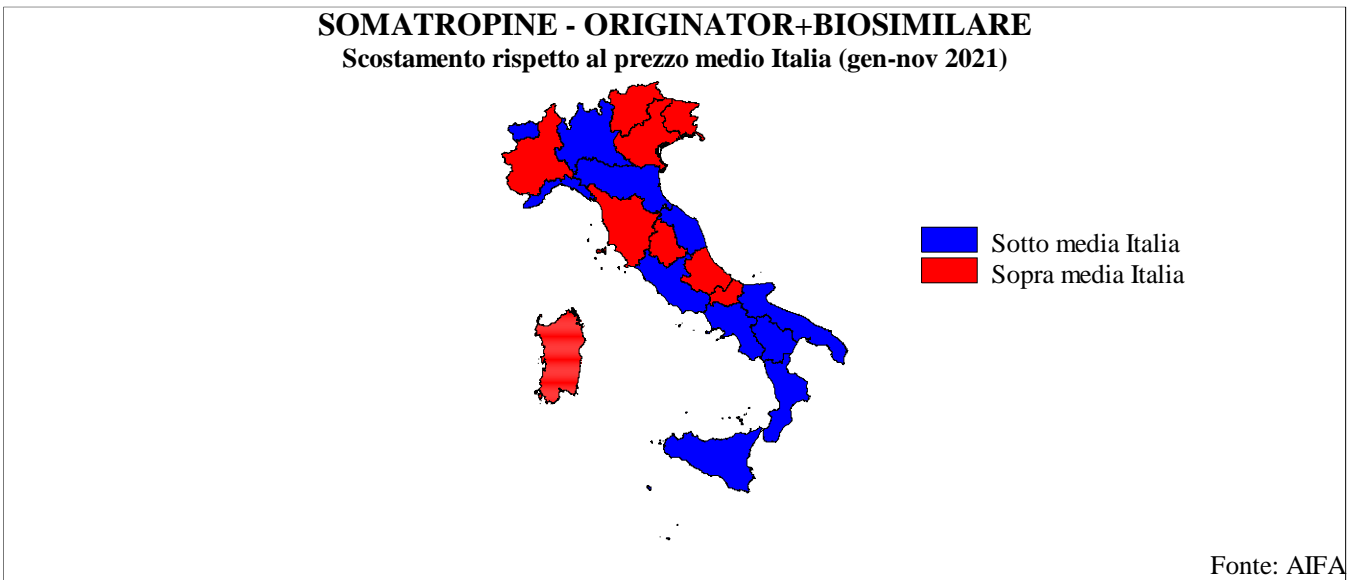 SOMATROPINE - ORIGINATOR+BIOSIMILARE
Scostamento rispetto al prezzo medio Italia (gen-nov 2021)
Sotto media Italia
Sopra media Italia
Fonte: AIFA